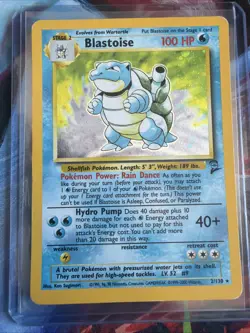 Evolves from Wartortle Put Blastoise on the Stage 1 card
STAGE 2
Blastoise 100 HP
Shellfish Pokémon. Length: 5' 3", Weight: 189 lbs.
Pokémon Power: Rain Dance As often as you
like during your turn (before your attack), you may
attach 1 Energy card to 1 of your Pokémon. (This
doesn't use up your 1 Energy card attachment
for the turn.) This power can't be used
if Blastoise is Asleep, Confused, or Paralyzed.
Hydro Pump Does 40 damage plus 10
more damage for each Energy attached
to Blastoise but not used to pay for this
attack's Energy cost. You can't add more
than 20 damage in this way.
40+
weakness
resistance
retreat cost
A brutal Pokémon with pressurized water jets on its
shell. They are used for high-speed tackles. LV. 52 #9
Illus. Ken Sugimori
2/130